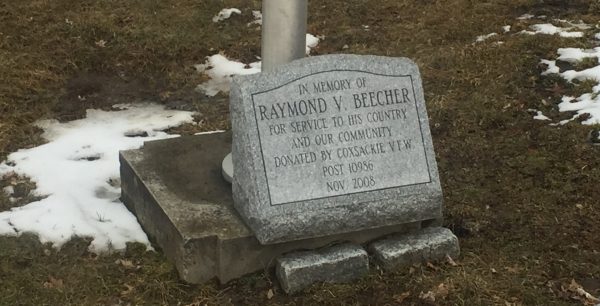 IN MEMORY OF
RAYMOND V. BEECHER
FOR SERVICE TO HIS COUNTRY
AND OUR COMMUNITY
DONATED BY COXSACKIE V.F.W.
POST 10986
NOV 2008